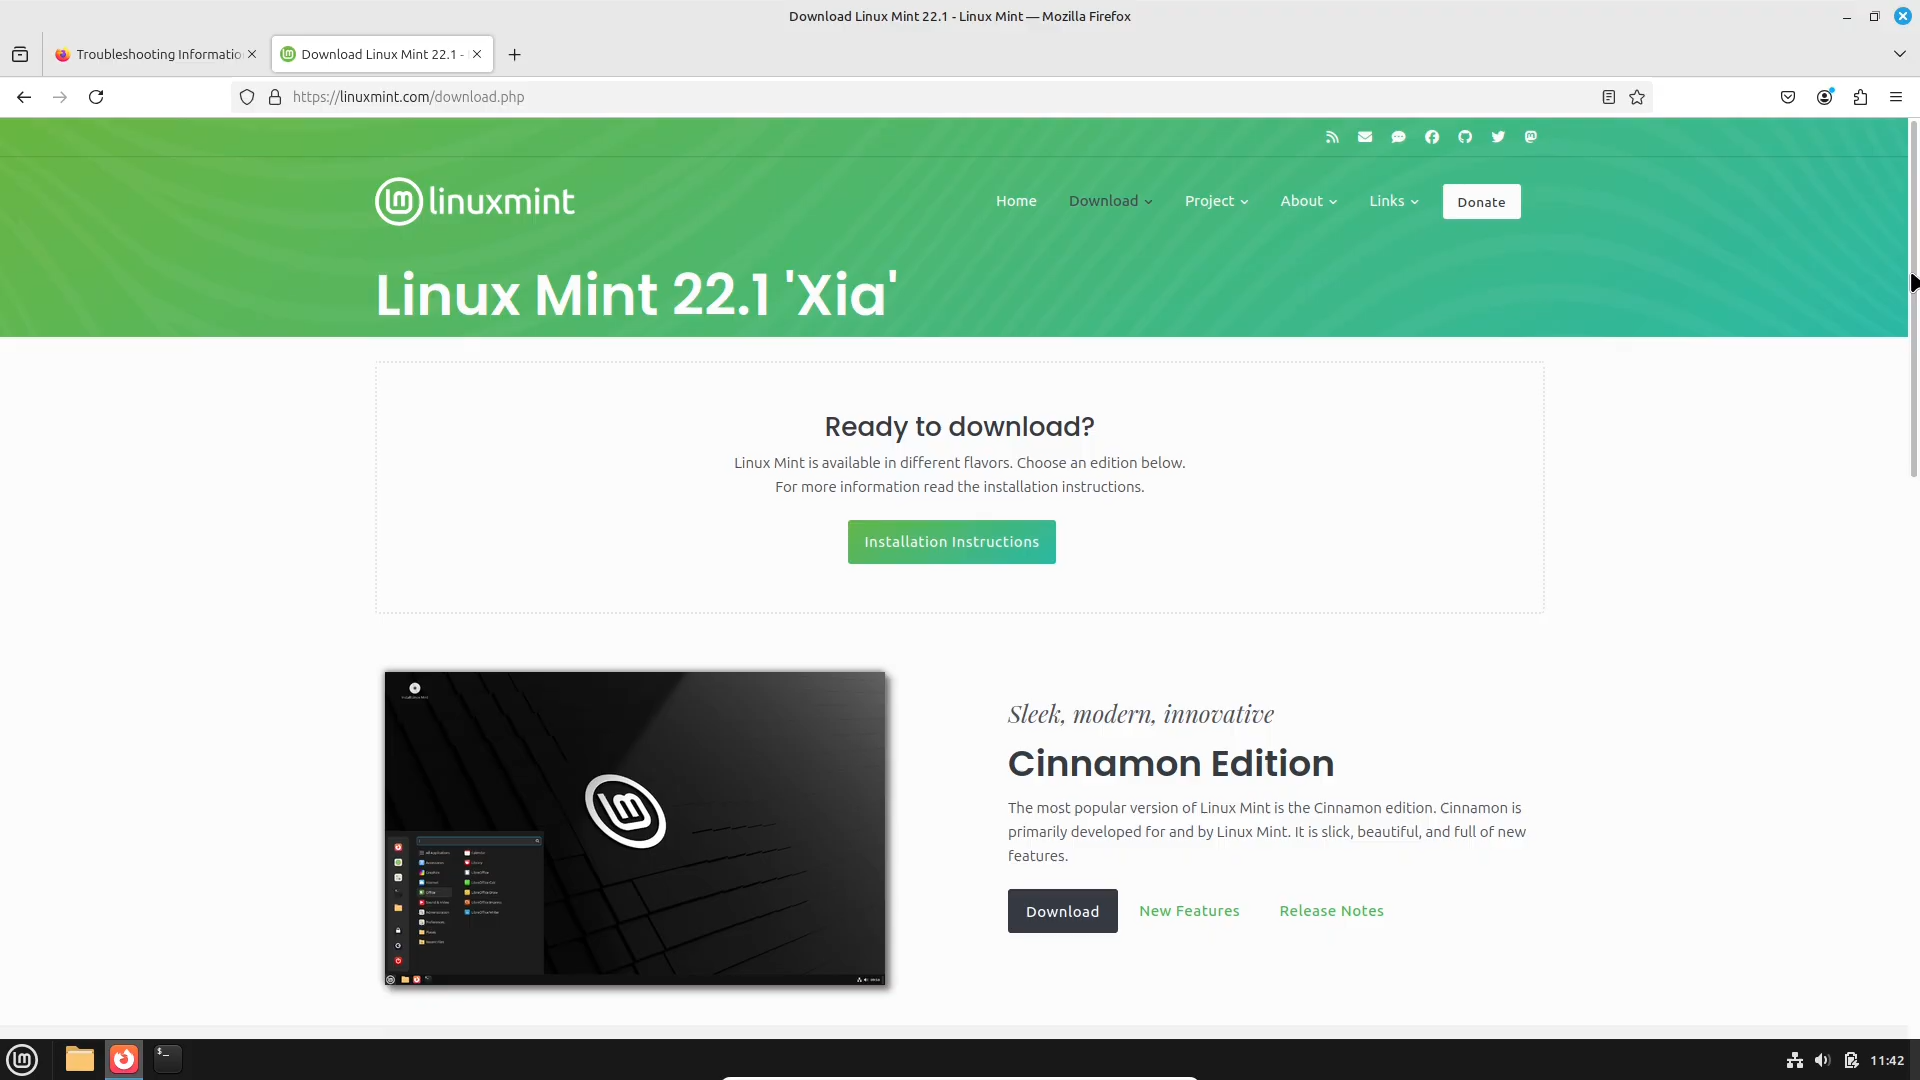 Download Linux Mint 22.1 - Linux Mint — Mozilla Firefox
Troubleshooting Informatio
Download Linux Mint 22.1 -
https://linuxmint.com/download.php
linuxmint
Home
Download
Project
About
Links
Donate
Linux Mint 22.1 'Xia'
Ready to download?
Linux Mint is available in different flavors. Choose an edition below.
For more information read the installation instructions.
Installation Instructions
Sleek, modern, innovative
Cinnamon Edition
The most popular version of Linux Mint is the Cinnamon edition. Cinnamon is
primarily developed for and by Linux Mint. It is slick, beautiful, and full of new
features.
Download
New Features
Release Notes
11:42